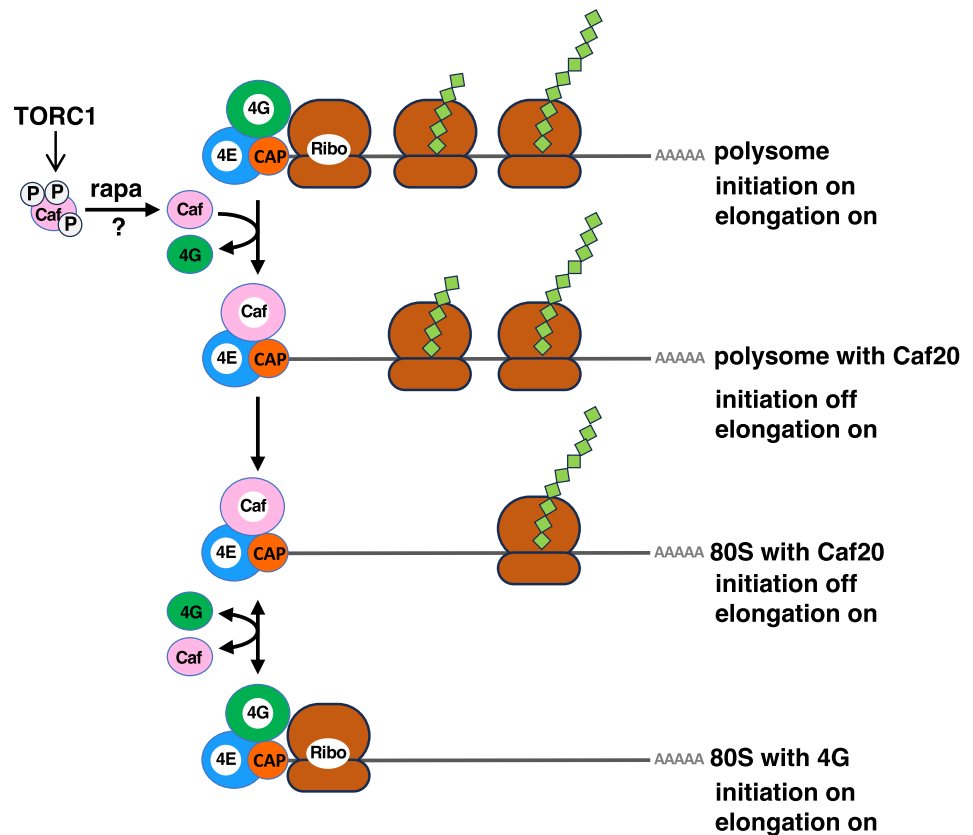 TORC1
P P
Caf
P
rapa
?
4G
4E CAP
Ribo
AAAAA polysome
initiation on
elongation on
Caf
4G
Caf
4E CAP
AAAAA polysome with Caf20
initiation off
elongation on
Caf
4E CAP
AAAAA 80S with Caf20
initiation off
elongation on
4G
Caf
4G
4E CAP
Ribo
AAAAA 80S with 4G
initiation on
elongation on